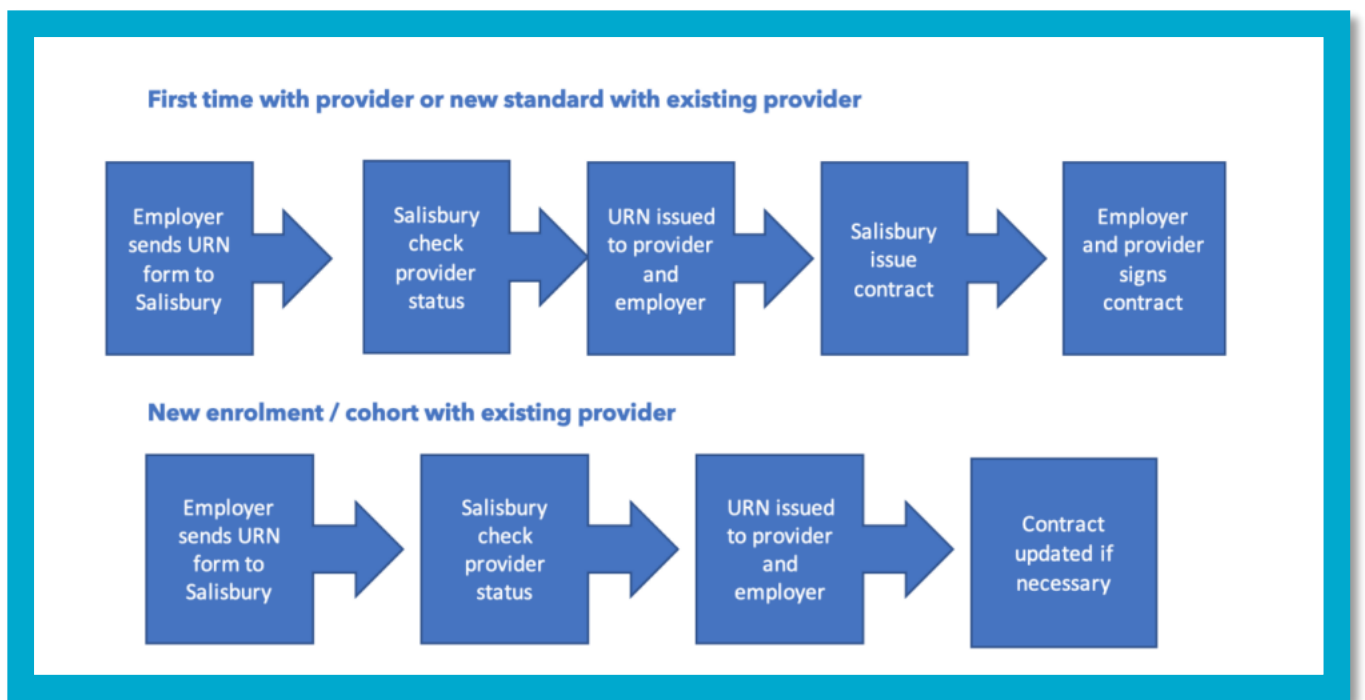 First time with provider or new standard with existing provider
Employer
sends URN
form to
Salisbury
Salisbury
check
provider
status
URN issued
to provider
and
employer
Salisbury
issue
contract
Employer
and provider
signs
contract
New enrolment / cohort with existing provider
Employer
sends URN
form to
Salisbury
Salisbury
check
provider
status
URN issued
to provider
and
employer
Contract
updated if
necessary